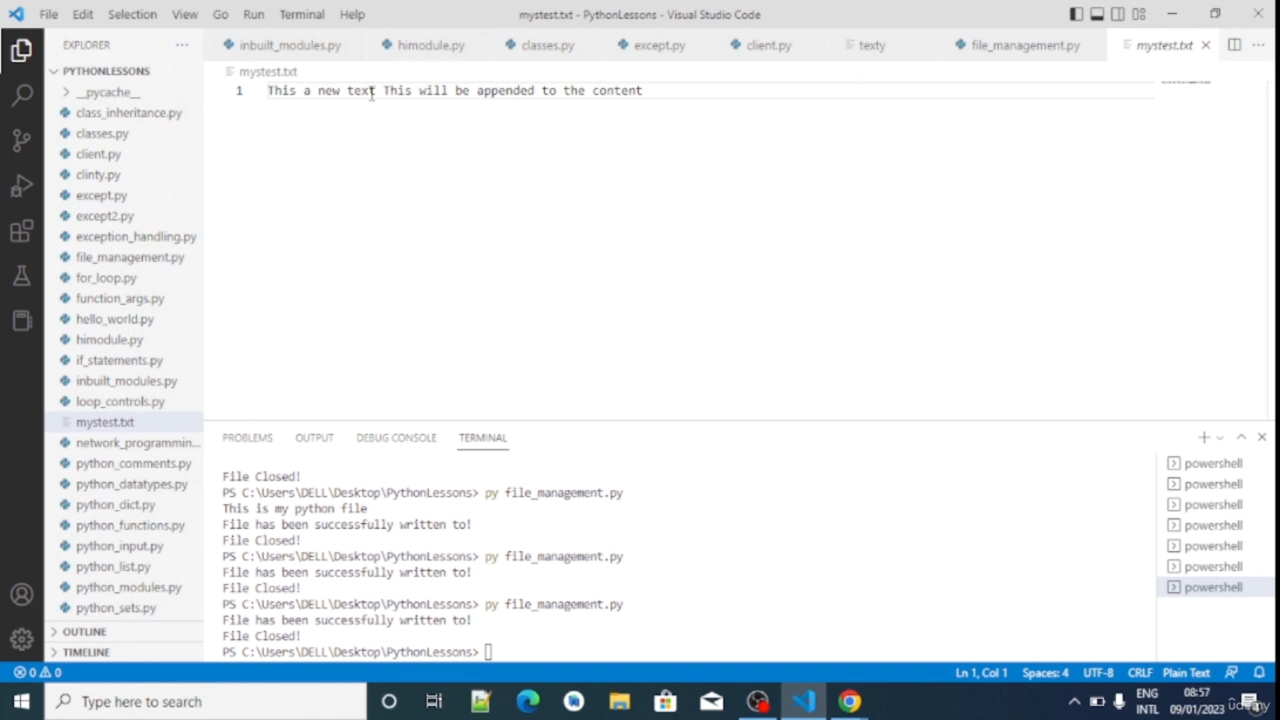 File Edit Selection View Go Run Terminal Help mystest.txt - PythonLessons - Visual Studio Code
EXPLORER ··· inbuilt_modules.py himodule.py classes.py except.py client.py texty file_management.py mystest.txt
PYTHONLESSONS
mystest.txt
1 This a new text This will be appended to the content
__pycache__
class_inheritance.py
classes.py
client.py
clinty.py
except.py
except2.py
exception_handling.py
file_management.py
for_loop.py
function_args.py
hello_world.py
himodule.py
if_statements.py
inbuilt_modules.py
loop_controls.py
mystest.txt
network_programmin...
python_comments.py
python_datatypes.py
python_dict.py
python_functions.py
python_input.py
python_list.py
python_modules.py
python_sets.py
OUTLINE
TIMELINE
PROBLEMS OUTPUT DEBUG CONSOLE TERMINAL
File Closed!
PS C:\Users\DELL\Desktop\PythonLessons> py file_management.py
This is my python file
File has been successfully written to!
File Closed!
PS C:\Users\DELL\Desktop\PythonLessons> py file_management.py
File has been successfully written to!
File Closed!
PS C:\Users\DELL\Desktop\PythonLessons> py file_management.py
File has been successfully written to!
File Closed!
PS C:\Users\DELL\Desktop\PythonLessons>
powershell
powershell
powershell
powershell
powershell
powershell
powershell
0 0 Ln 1, Col 1 Spaces: 4 UTF-8 CRLF Plain Text
Type here to search
ENG
INTL
08:57
09/01/2023
udemy